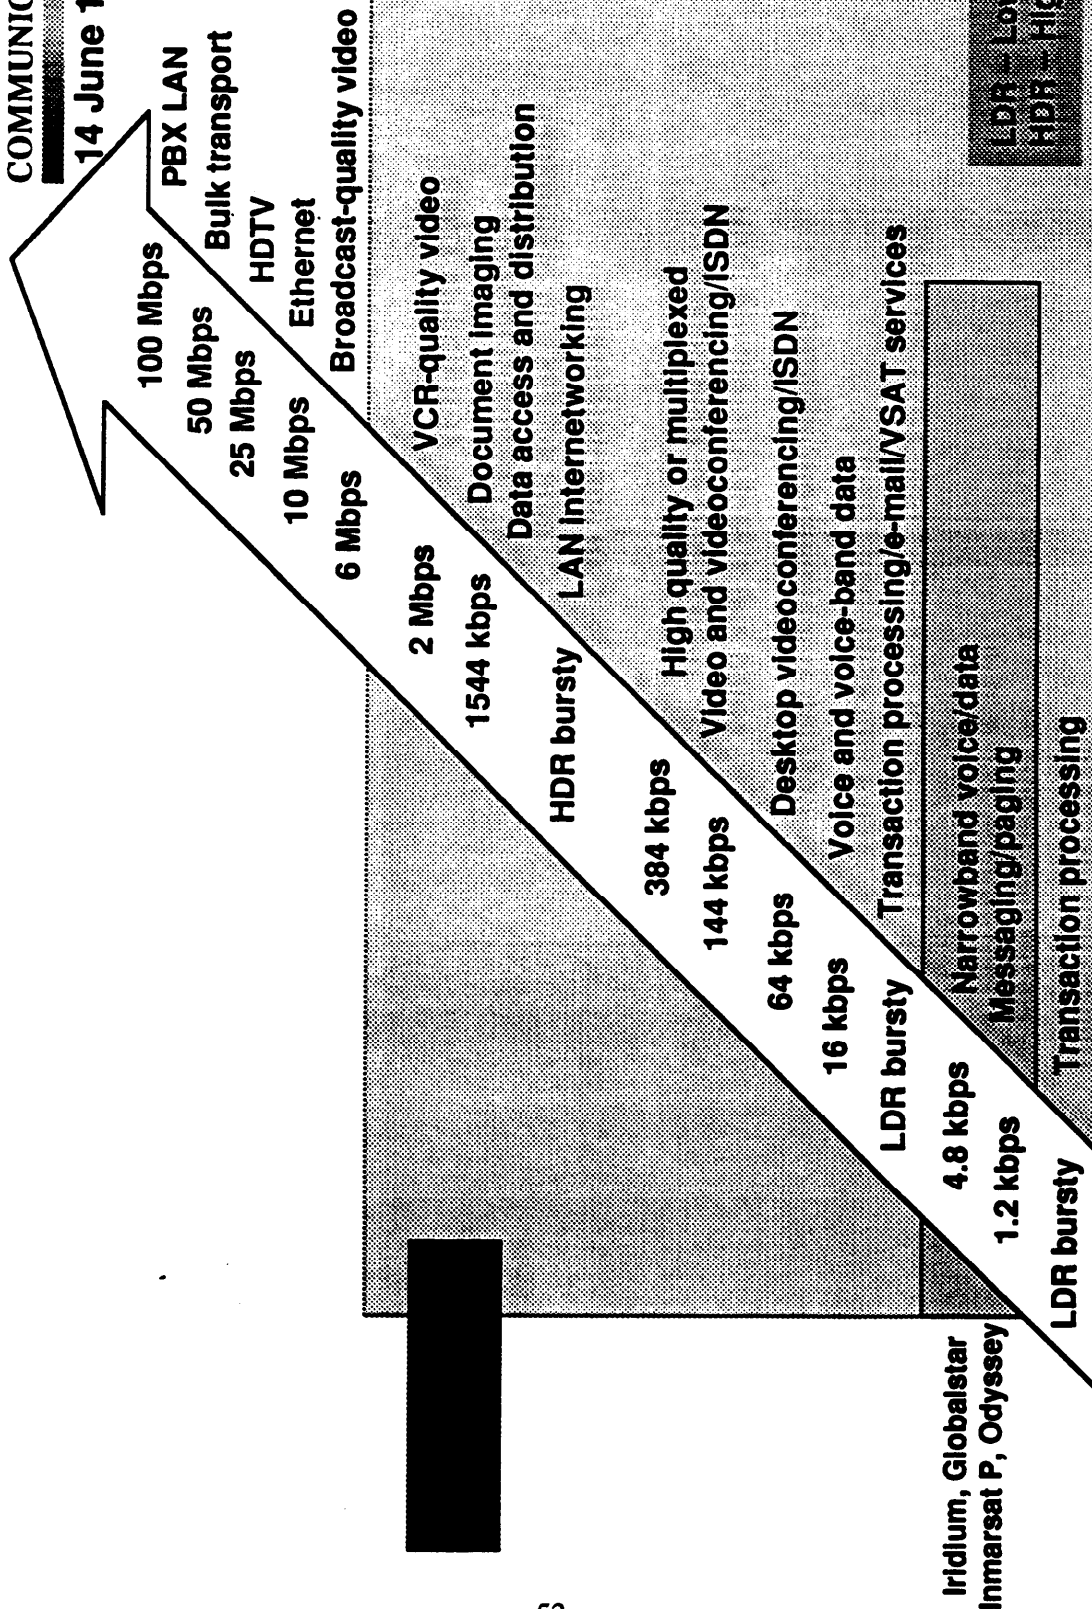 COMMUNIC
14 June 1
100 Mbps
PBX LAN
50 Mbps
Bulk transport
25 Mbps
HDTV
10 Mbps
Ethernet
6 Mbps
Broadcast-quality video
2 Mbps
VCR-quality video
1544 kbps
Document imaging
Data access and distribution
HDR bursty
LAN internetworking
384 kbps
High quality or multiplexed
144 kbps
Video and videoconferencing/ISDN
64 kbps
Desktop videoconferencing/ISDN
16 kbps
Voice and voice-band data
LDR bursty
Transaction processing/e-mail/VSAT services
Iridium, Globalstar
Inmarsat P, Odyssey
4.8 kbps
Narrowband voice/data
1.2 kbps
Messaging/paging
LDR bursty
Transaction processing
LDR – Lo
HDR – Hig